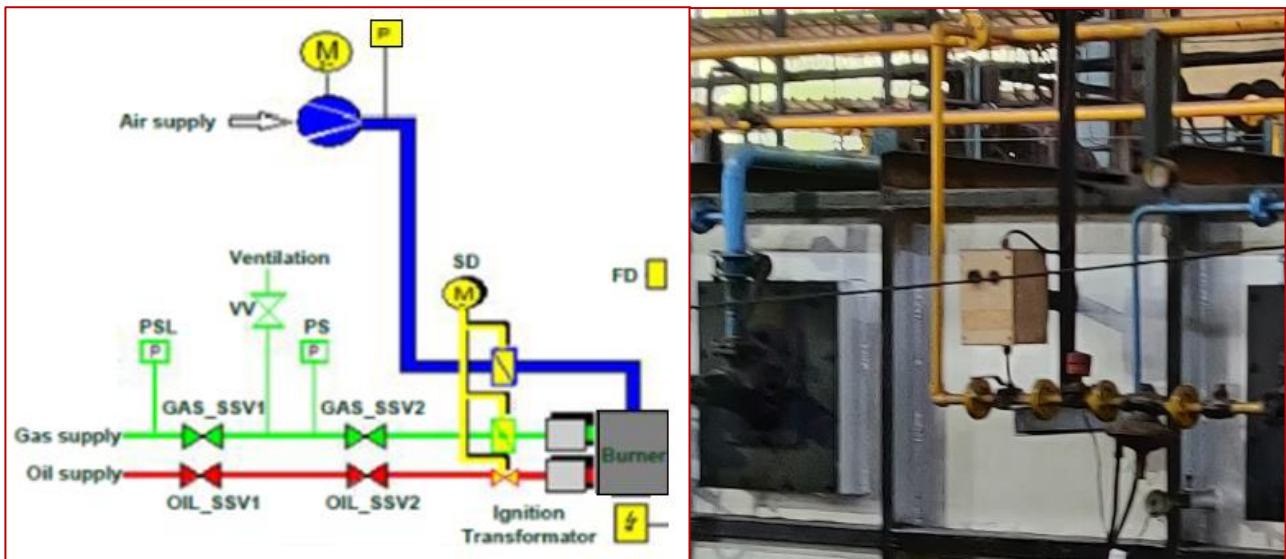 M
P
Air supply
Ventilation
SD
FD
VV
M
PSL
PS
P
P
GAS_SSV1
GAS_SSV2
Gas supply
Burner
Oil supply
OIL_SSV1
OIL_SSV2
Ignition
Transformator